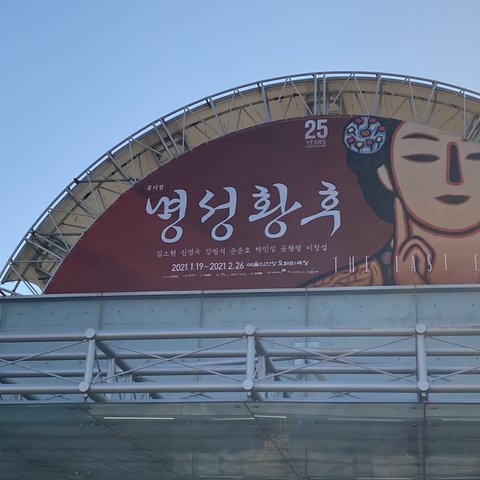 25
YEARS
ANNIVERSARY
뮤지컬
명성황후
김소현 신영숙 강필석 손준호 박민성 윤형렬 이창섭
2021.1.19~2021.2.26 예술의전당 오페라극장
THE LAST E